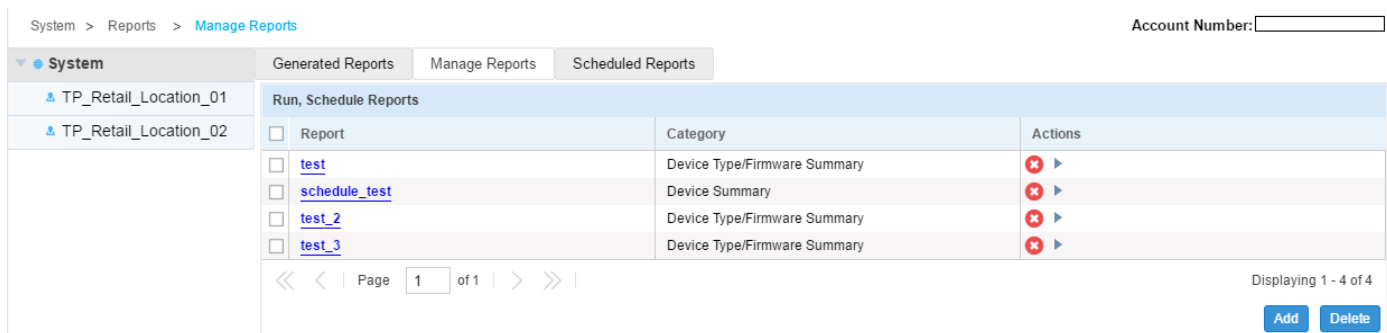 System > Reports > Manage Reports Account Number:
System Generated Reports Manage Reports Scheduled Reports
TP_Retail_Location_01 Run, Schedule Reports
TP_Retail_Location_02 Report Category Actions
test Device Type/Firmware Summary
schedule_test Device Summary
test_2 Device Type/Firmware Summary
test_3 Device Type/Firmware Summary
Page 1 of 1 Displaying 1 - 4 of 4
Add Delete